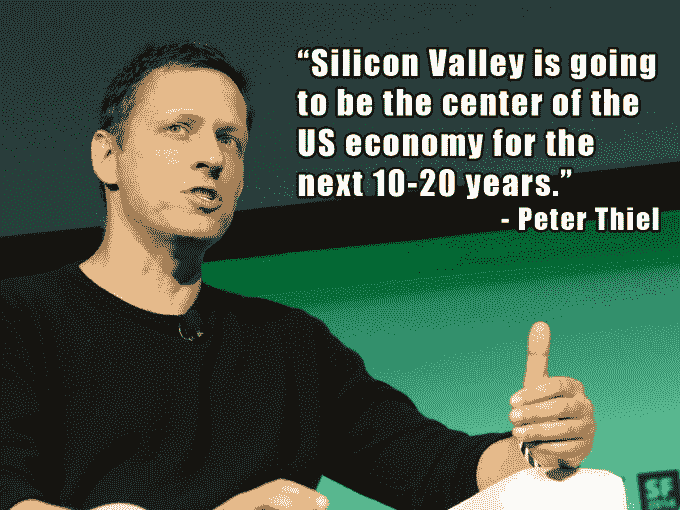 “Silicon Valley is going
to be the center of the
US economy for the
next 10-20 years.”
- Peter Thiel
SF